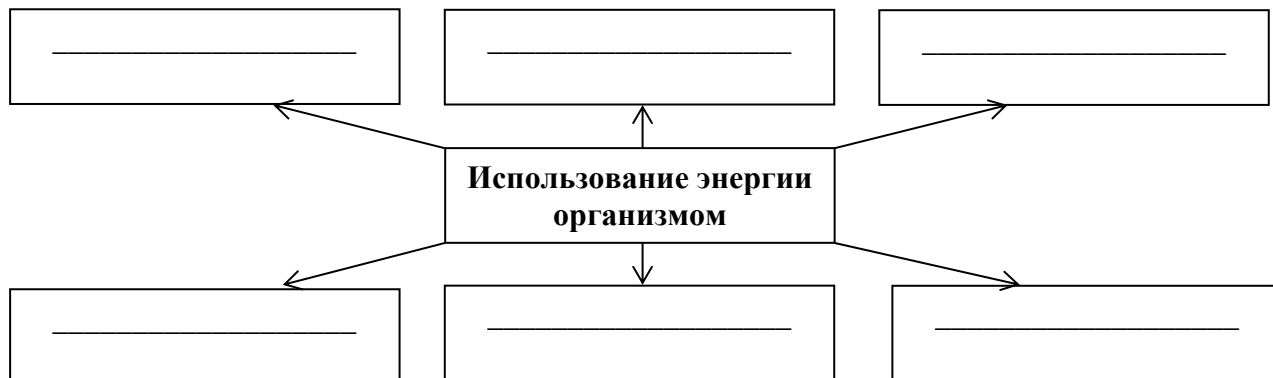 Использование энергии
организмом